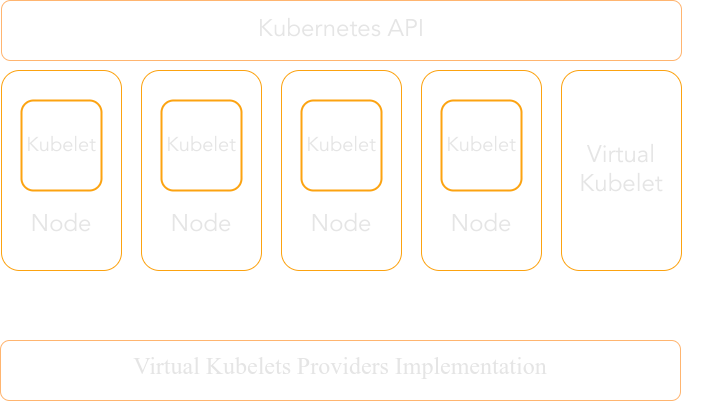 Kubernetes API
Kubelet
Kubelet
Kubelet
Kubelet
Virtual
Kubelet
Node
Node
Node
Node
Virtual Kubelets Providers Implementation